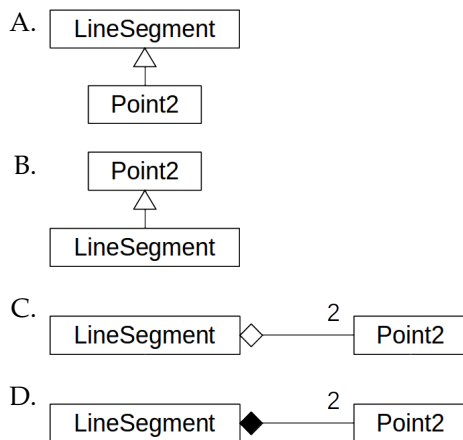 A. LineSegment
Point2
B. Point2
LineSegment
C. LineSegment 2 Point2
D. LineSegment 2 Point2